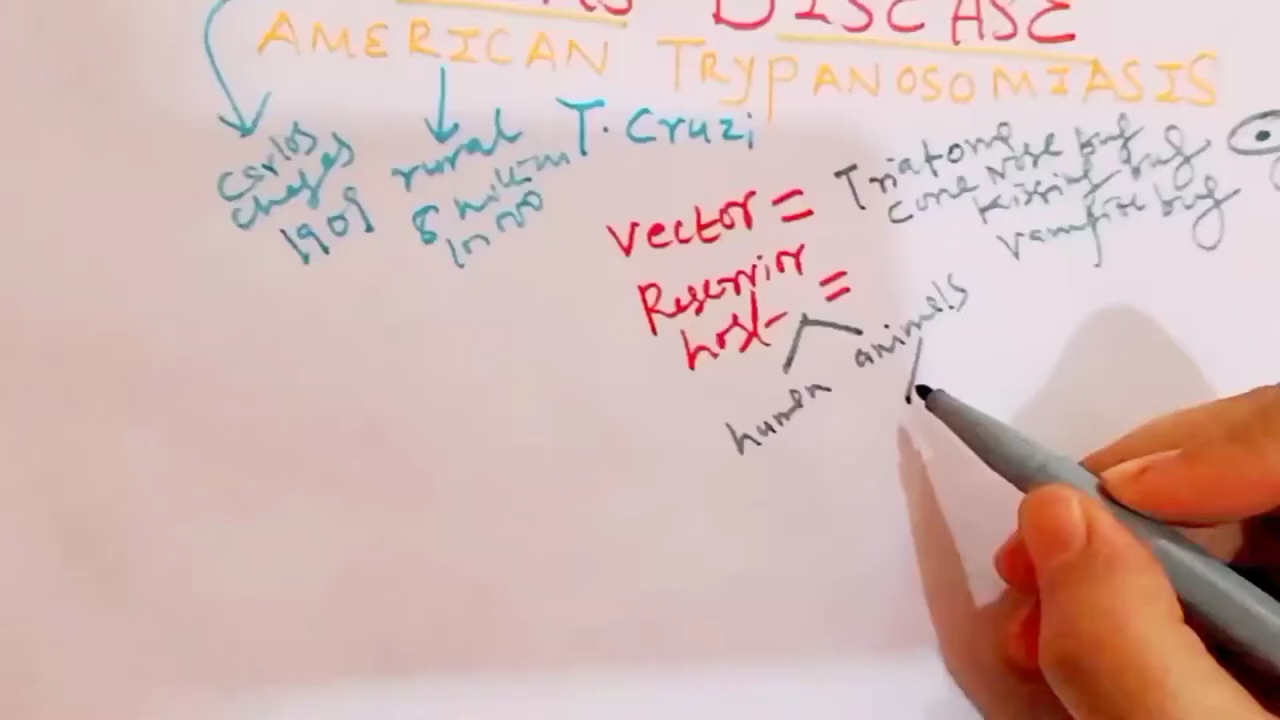 DISEASE
AMERICAN TRYPANOSOMIASIS
Carlos
Chagas
1909
rural
8 million
T. Cruzi
vector =
Triatome
cone nose bug
kissing bug
vampire bug
Reservior
host =
human
animals